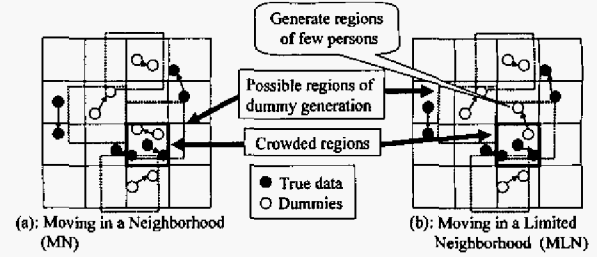 Generate regions
of few persons
Possible regions of
dummy generation
Crowded regions
True data
Dummies
(a): Moving in a Neighborhood
(MN)
(b): Moving in a Limited
Neighborhood (MLN)